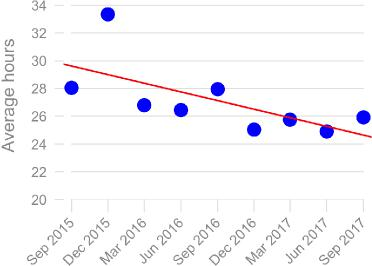 Average hours
34
32
30
28
26
24
22
20
Sep 2015
Dec 2015
Mar 2016
Jun 2016
Sep 2016
Dec 2016
Mar 2017
Jun 2017
Sep 2017